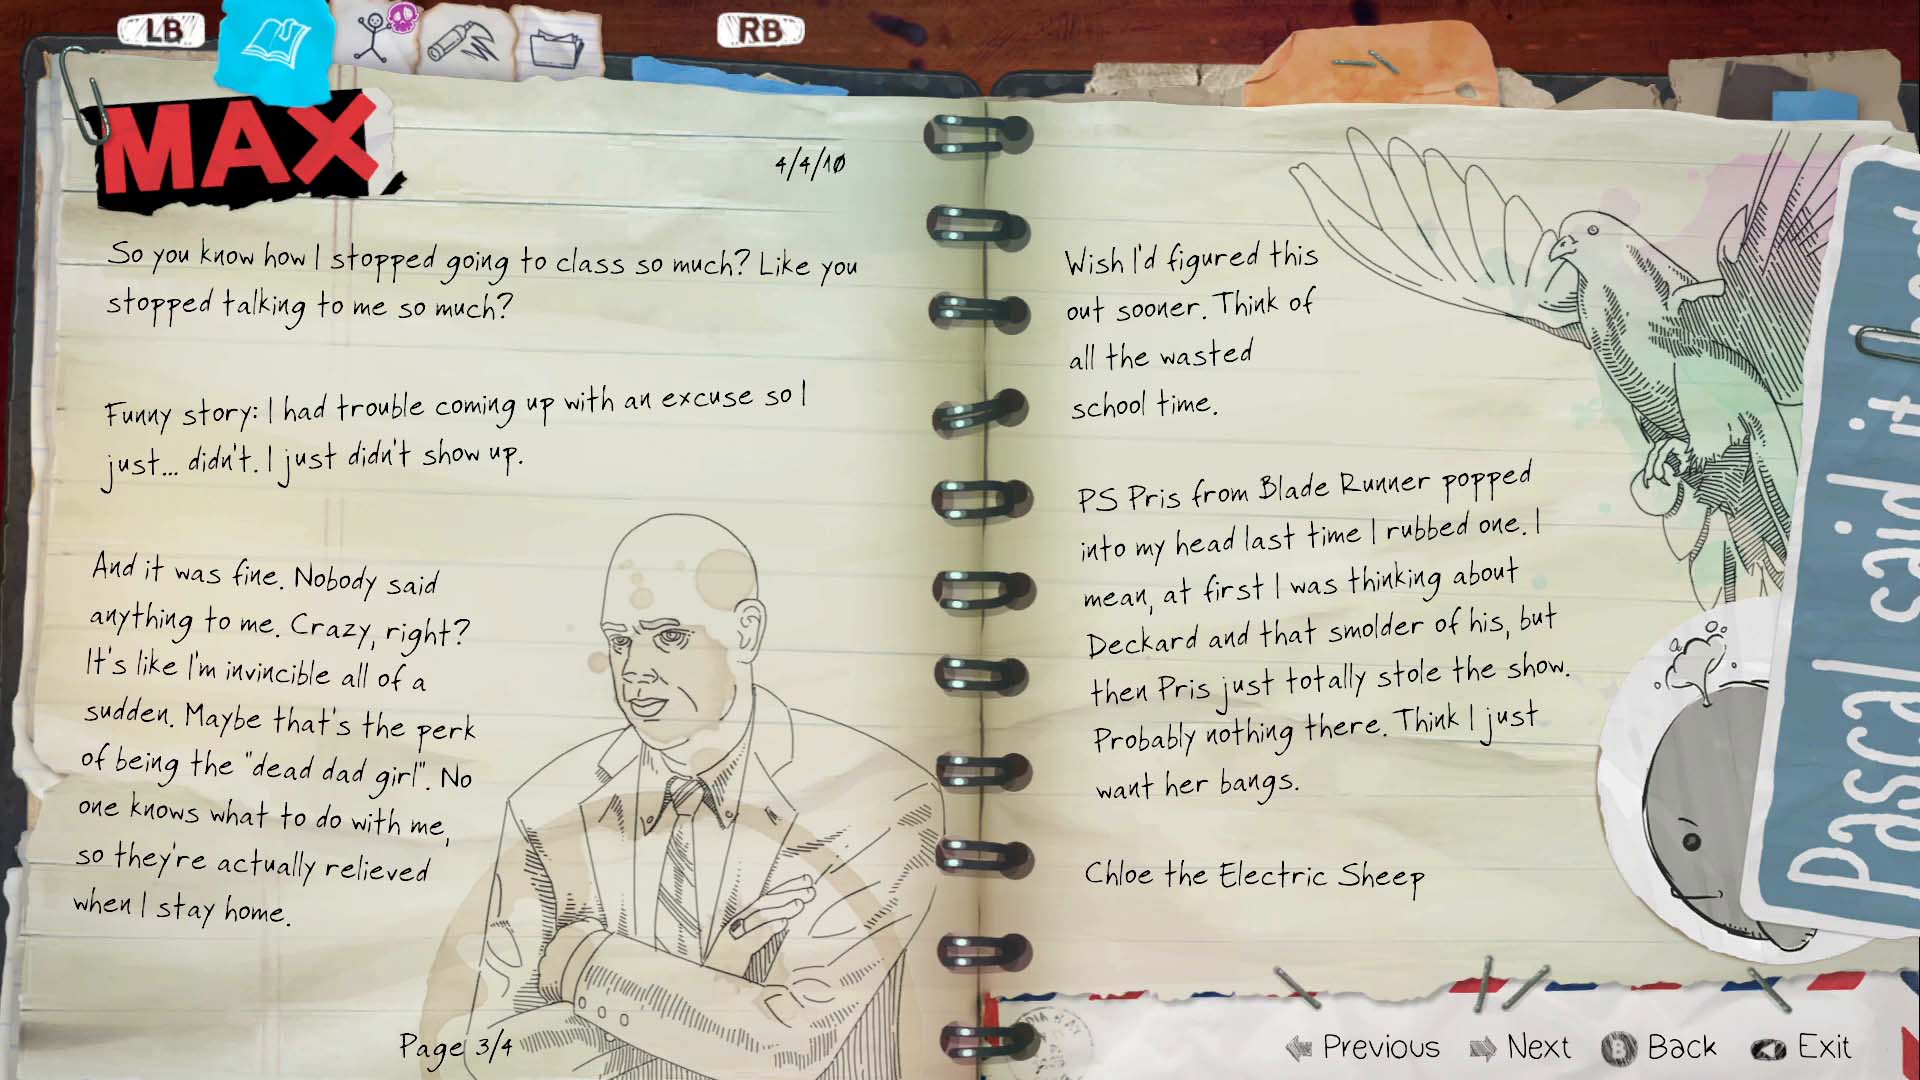 LB
RB
MAX
4/4/10
So you know how I stopped going to class so much? Like you
stopped talking to me so much?
Funny story: I had trouble coming up with an excuse so I
just... didn't. I just didn't show up.
And it was fine. Nobody said
anything to me. Crazy, right?
It's like I'm invincible all of a
sudden. Maybe that's the perk
of being the "dead dad girl". No
one knows what to do with me,
so they're actually relieved
when I stay home.
Page 3/4
Wish I'd figured this
out sooner. Think of
all the wasted
school time.
PS Pris from Blade Runner popped
into my head last time I rubbed one. I
mean, at first I was thinking about
Deckard and that smolder of his, but
then Pris just totally stole the show.
Probably nothing there. Think I just
want her bangs.
Chloe the Electric Sheep
Pascal said it
Previous
Next
B
Back
Exit